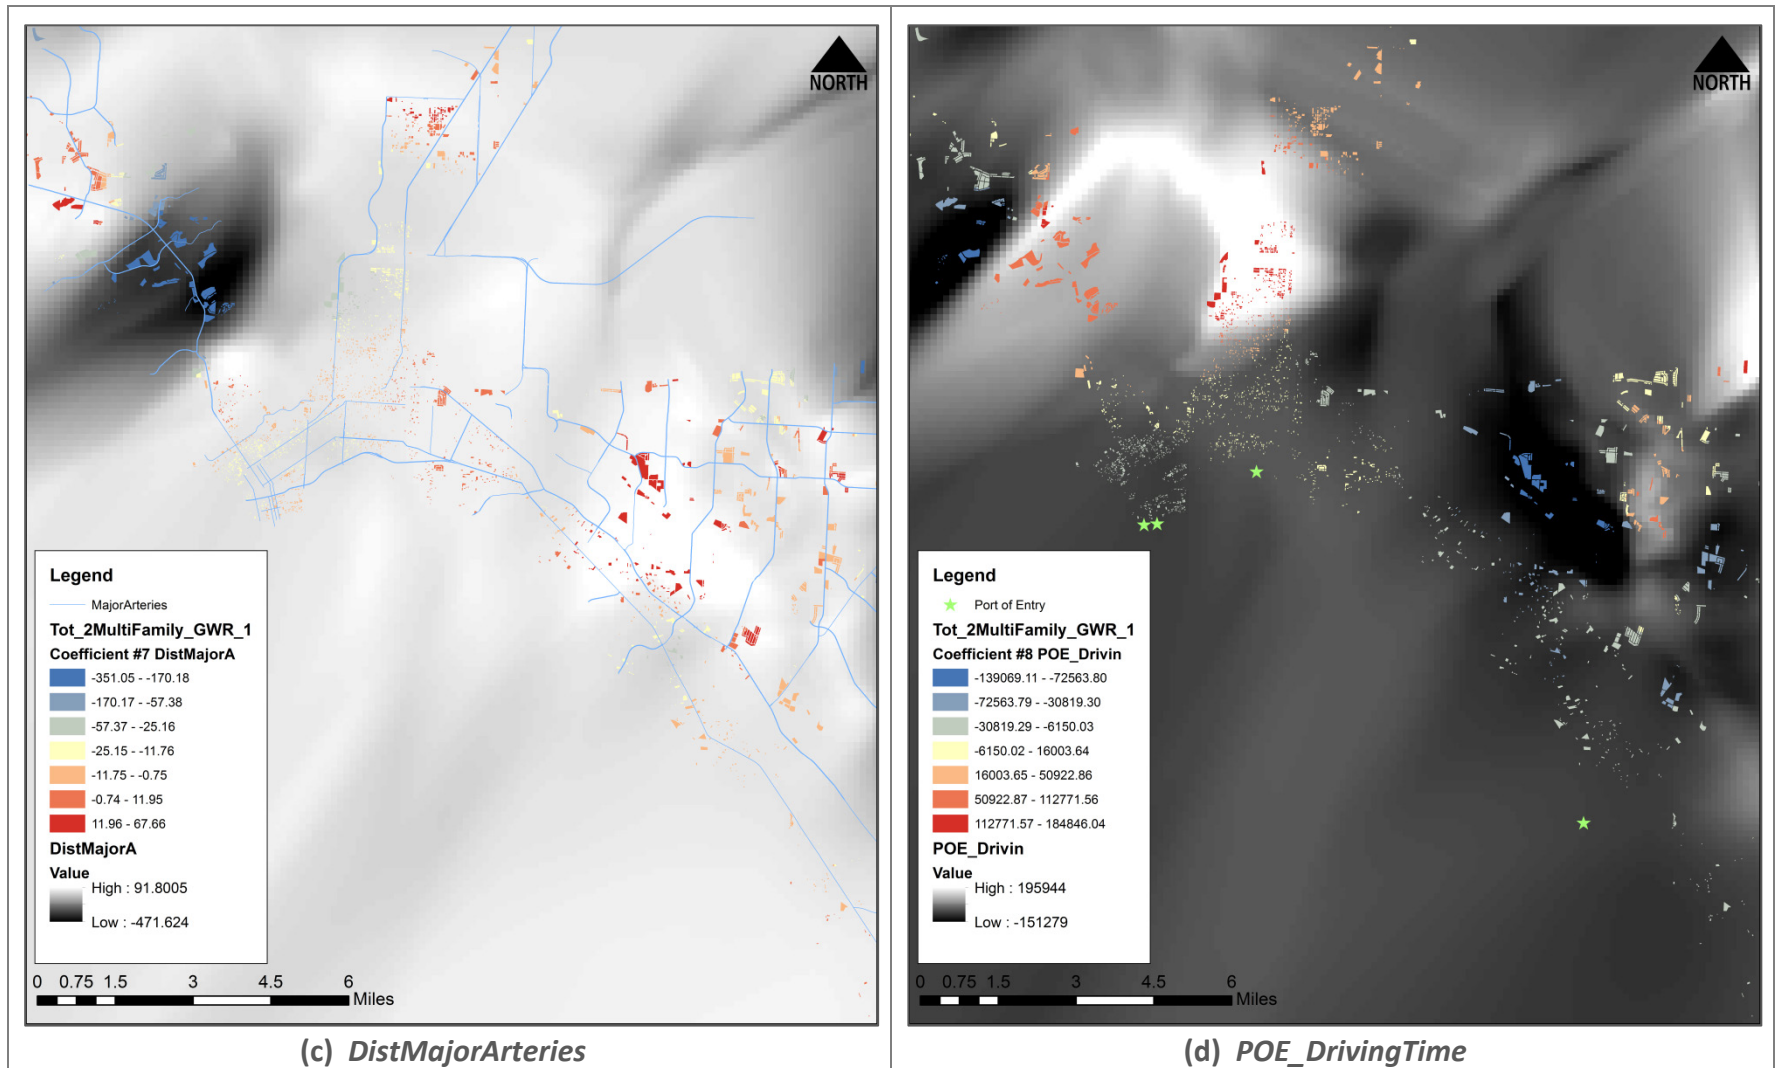 NORTH
Legend
MajorArteries
Tot_2MultiFamily_GWR_1
Coefficient #7 DistMajorA
-351.05 - -170.18
-170.17 - -57.38
-57.37 - -25.16
-25.15 - -11.76
-11.75 - -0.75
-0.74 - 11.95
11.96 - 67.66
DistMajorA
Value
High : 91.8005
Low : -471.624
0 0.75 1.5 3 4.5 6
Miles
(c) DistMajorArteries
NORTH
Legend
Port of Entry
Tot_2MultiFamily_GWR_1
Coefficient #8 POE_Drivin
-139069.11 - -72563.80
-72563.79 - -30819.30
-30819.29 - -6150.03
-6150.02 - 16003.64
16003.65 - 50922.86
50922.87 - 112771.56
112771.57 - 184846.04
POE_Drivin
Value
High : 195944
Low : -151279
0 0.75 1.5 3 4.5 6
Miles
(d) POE_DrivingTime